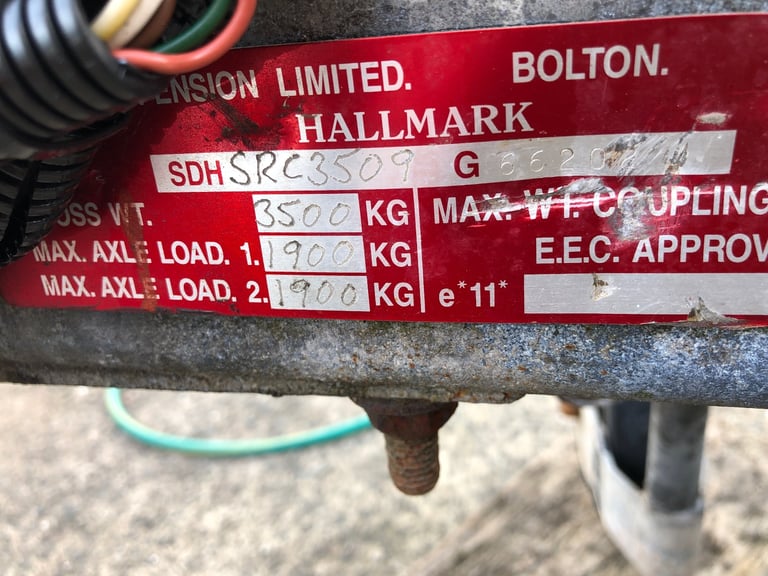 ENSION LIMITED. BOLTON.
HALLMARK
SDH SRC3509 G
OSS WT. 3500 KG MAX. WT. COUPLING
MAX. AXLE LOAD. 1. 1900 KG E.E.C. APPROV
MAX. AXLE LOAD. 2. 1900 KG e*11*